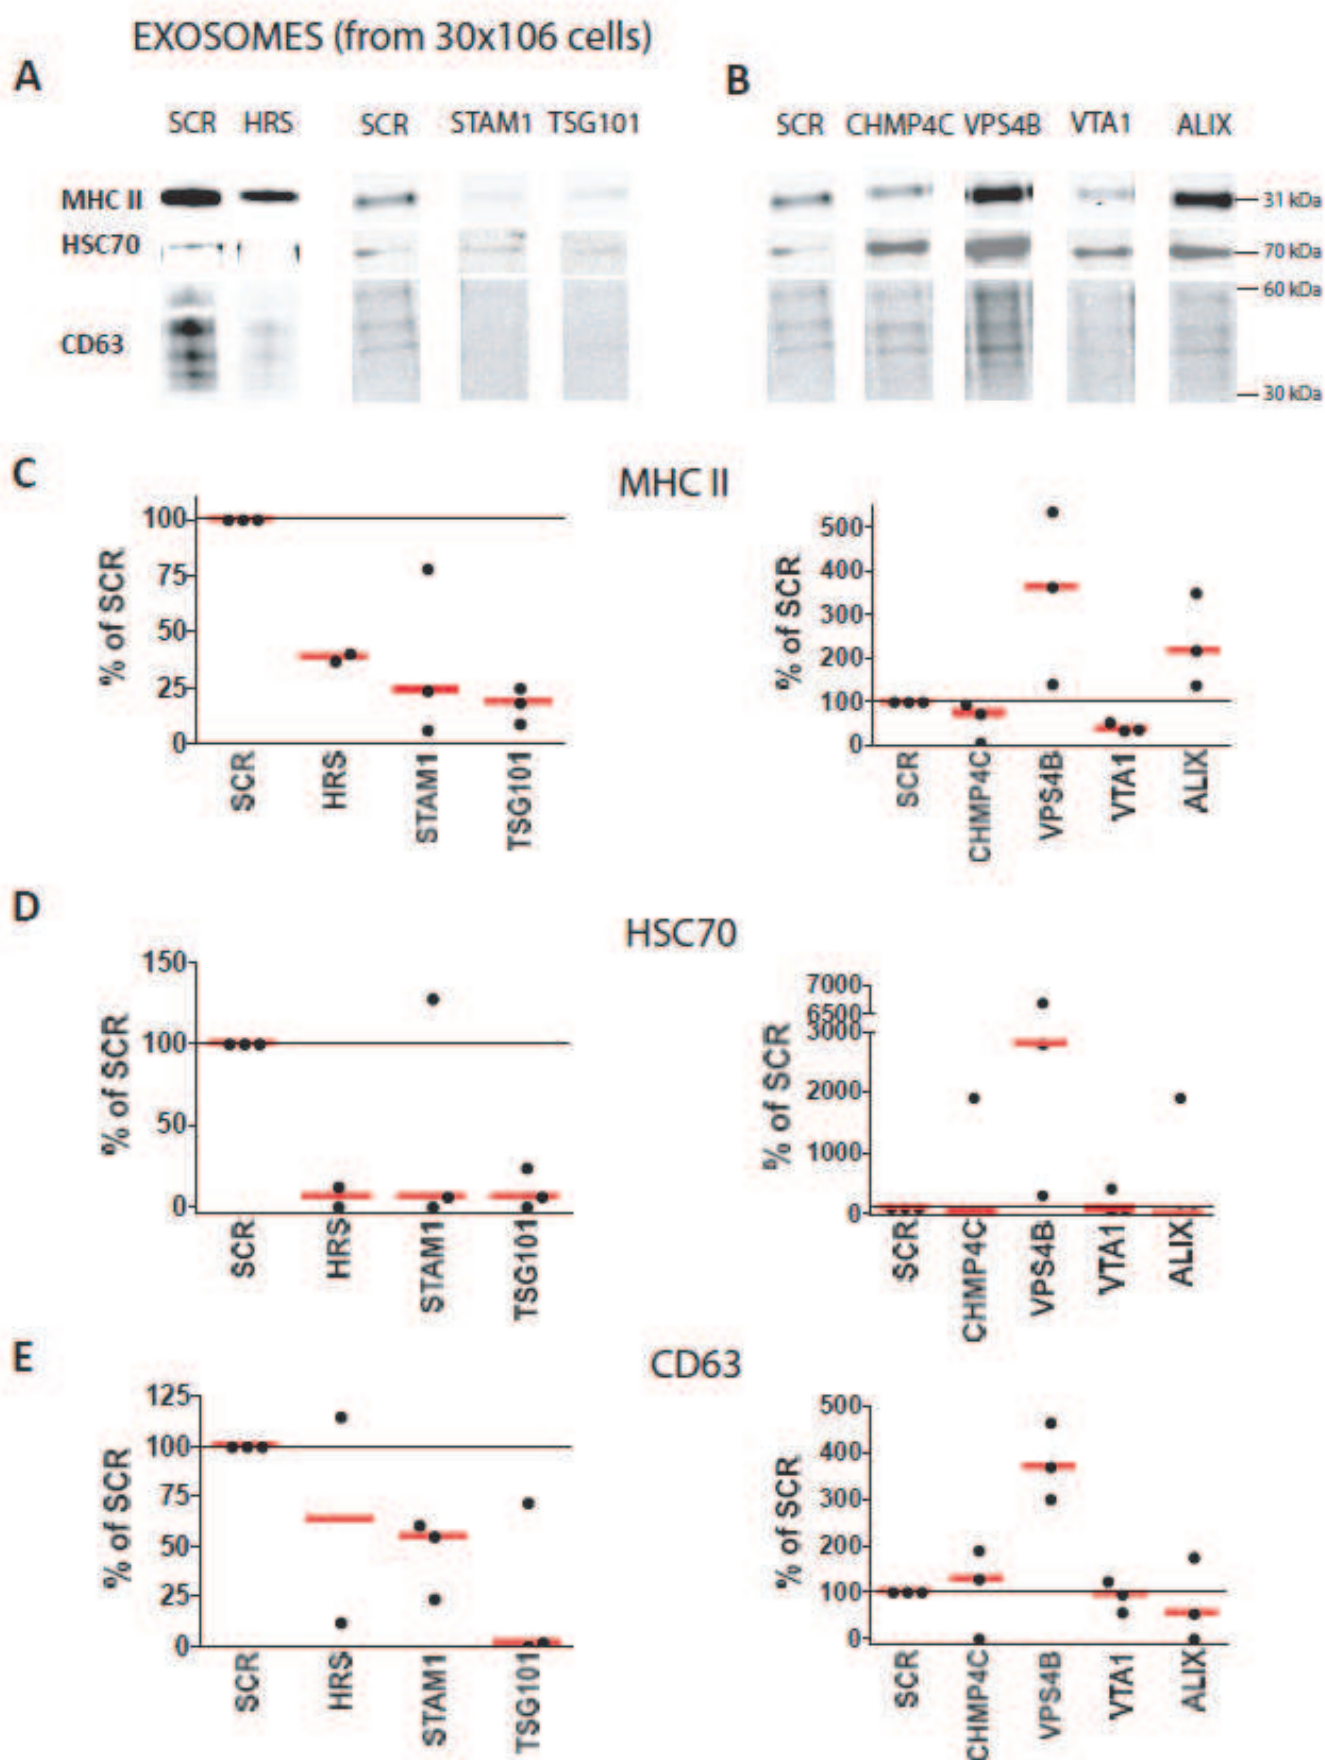 EXOSOMES (from 30x106 cells)
A
B
SCR HRS SCR STAM1 TSG101
SCR CHMP4C VPS4B VTA1 ALIX
MHC II
31 kDa
HSC70
70 kDa
60 kDa
CD63
30 kDa
C
MHC II
% of SCR
100
75
50
25
0
SCR HRS STAM1 TSG101
% of SCR
500
400
300
200
100
0
SCR CHMP4C VPS4B VTA1 ALIX
D
HSC70
% of SCR
150
100
50
0
SCR HRS STAM1 TSG101
% of SCR
7000
6500
3000
2000
1000
0
SCR CHMP4C VPS4B VTA1 ALIX
E
CD63
% of SCR
125
100
75
50
25
0
SCR HRS STAM1 TSG101
% of SCR
500
400
300
200
100
0
SCR CHMP4C VPS4B VTA1 ALIX